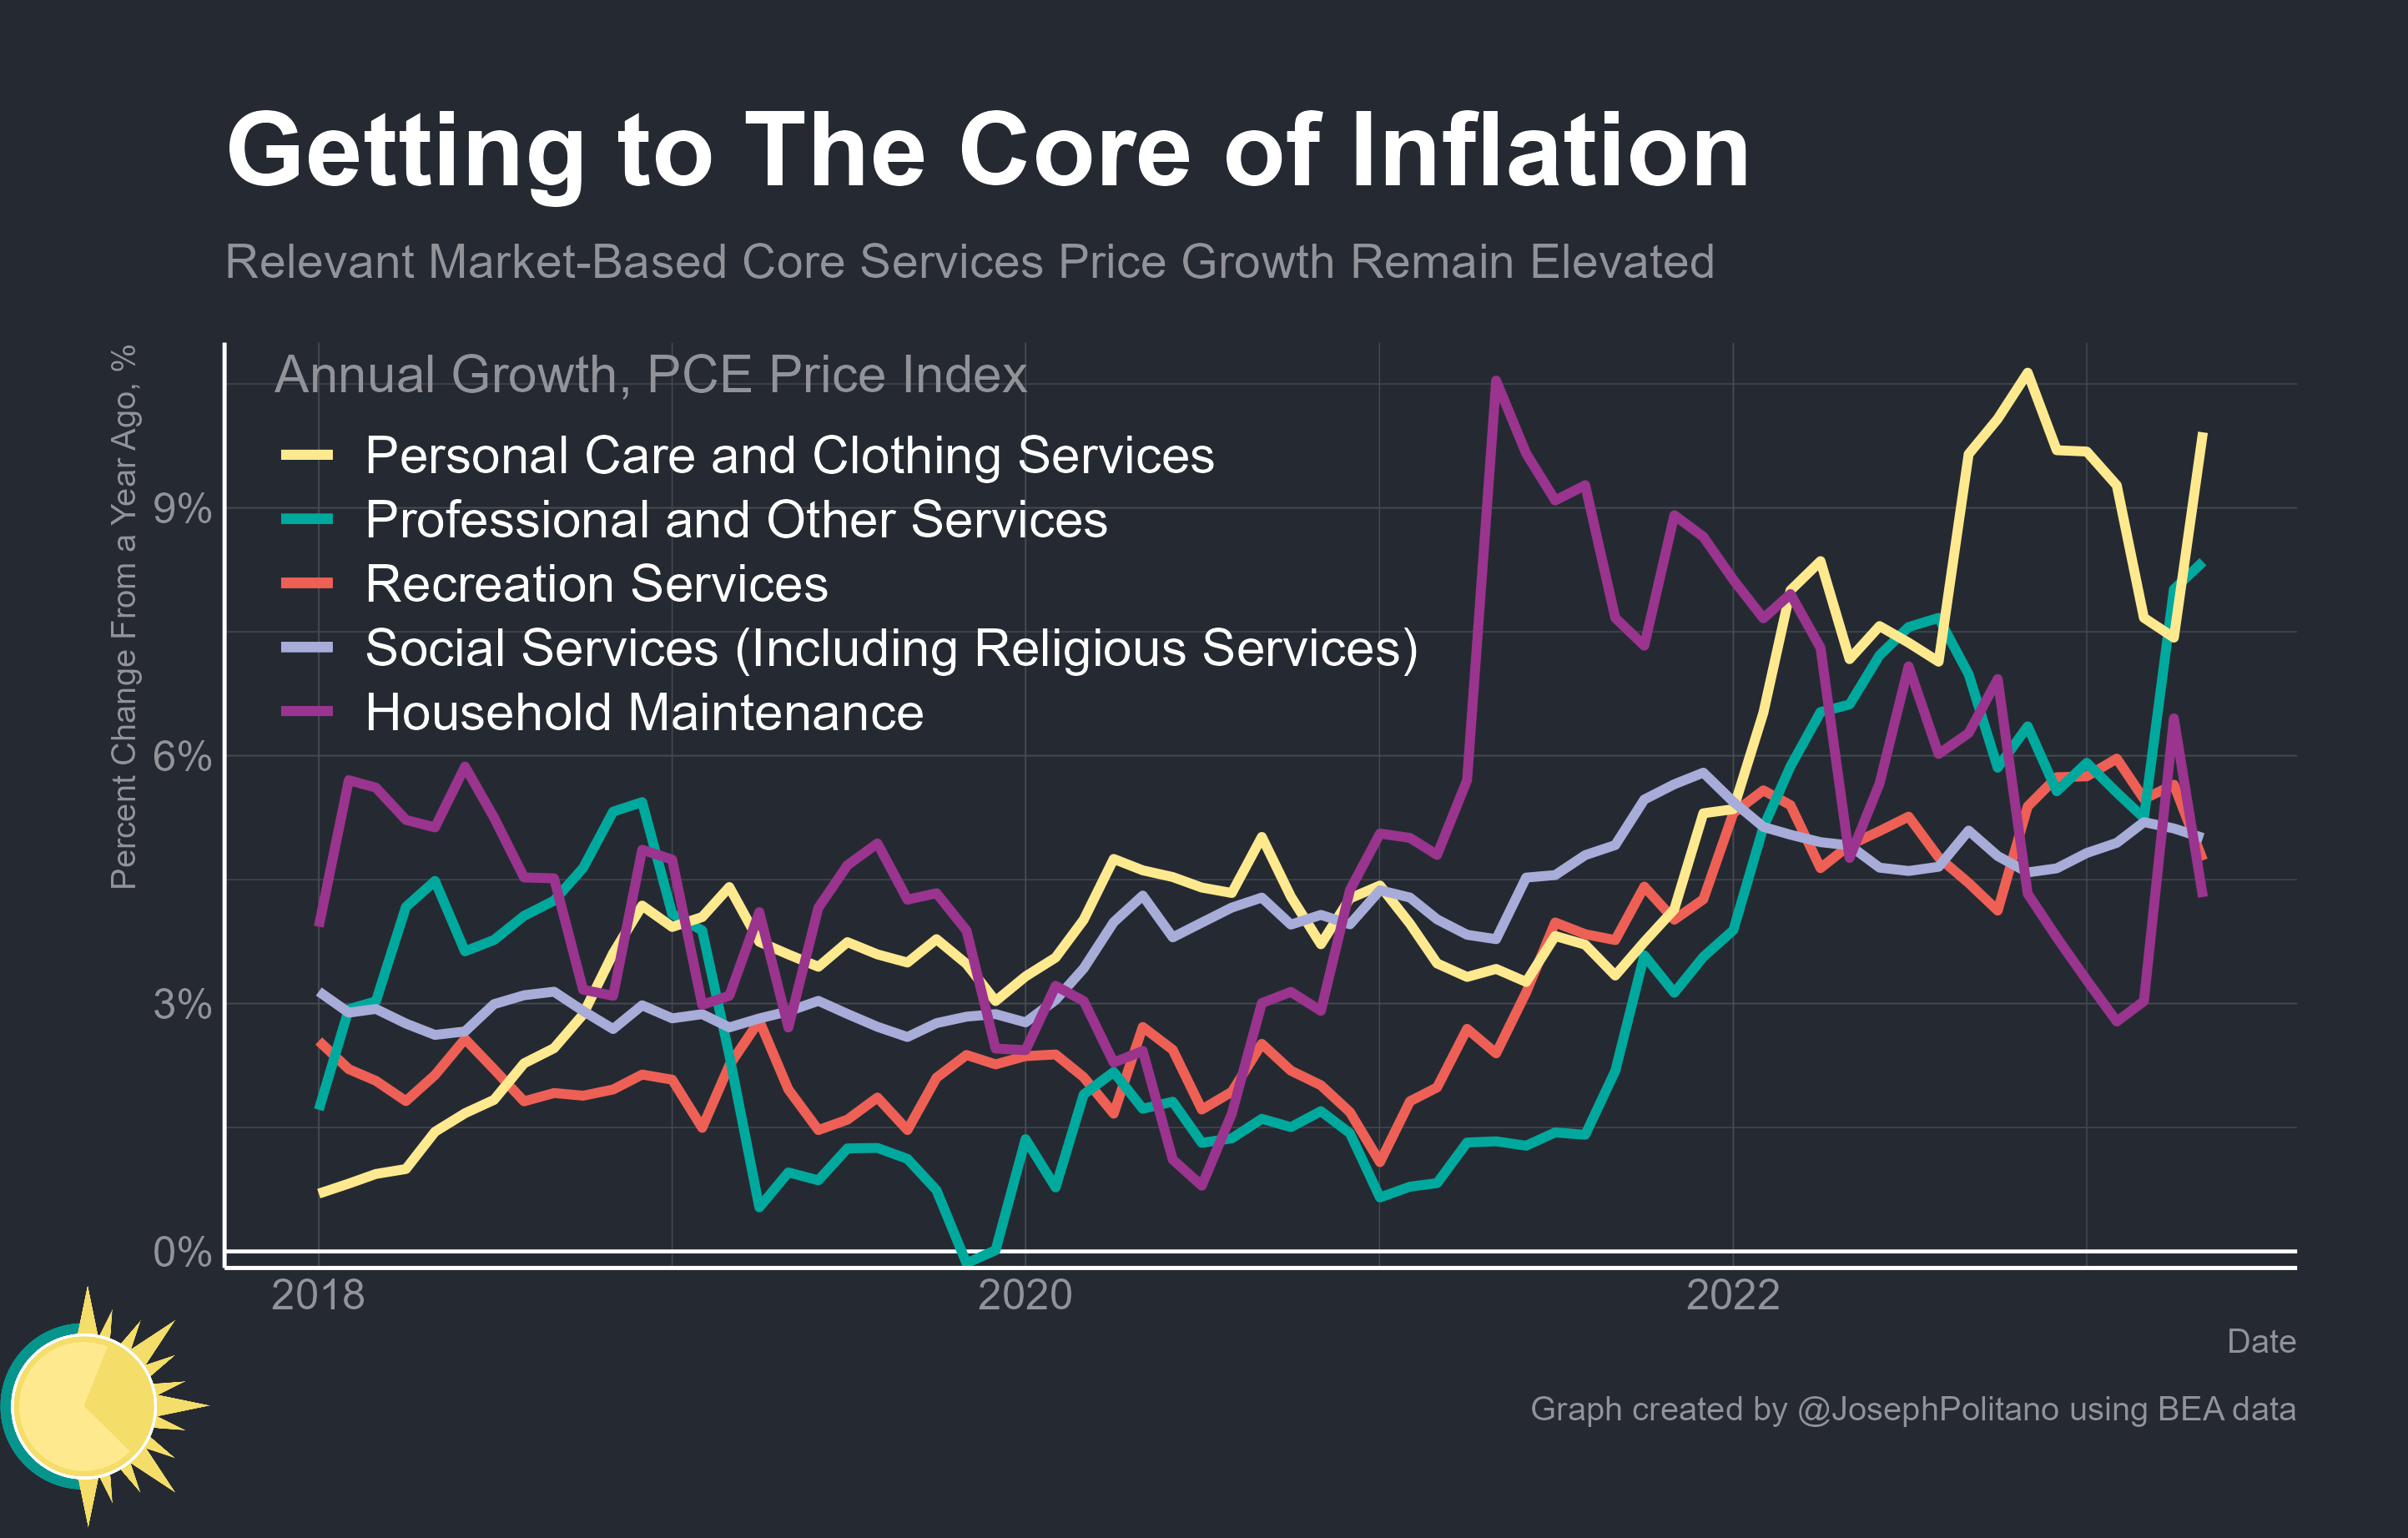 Getting to The Core of Inflation
Relevant Market-Based Core Services Price Growth Remain Elevated
Percent Change From a Year Ago, %
Annual Growth, PCE Price Index
Personal Care and Clothing Services
Professional and Other Services
Recreation Services
Social Services (Including Religious Services)
Household Maintenance
9%
6%
3%
0%
2018
2020
2022
Date
Graph created by @JosephPolitano using BEA data